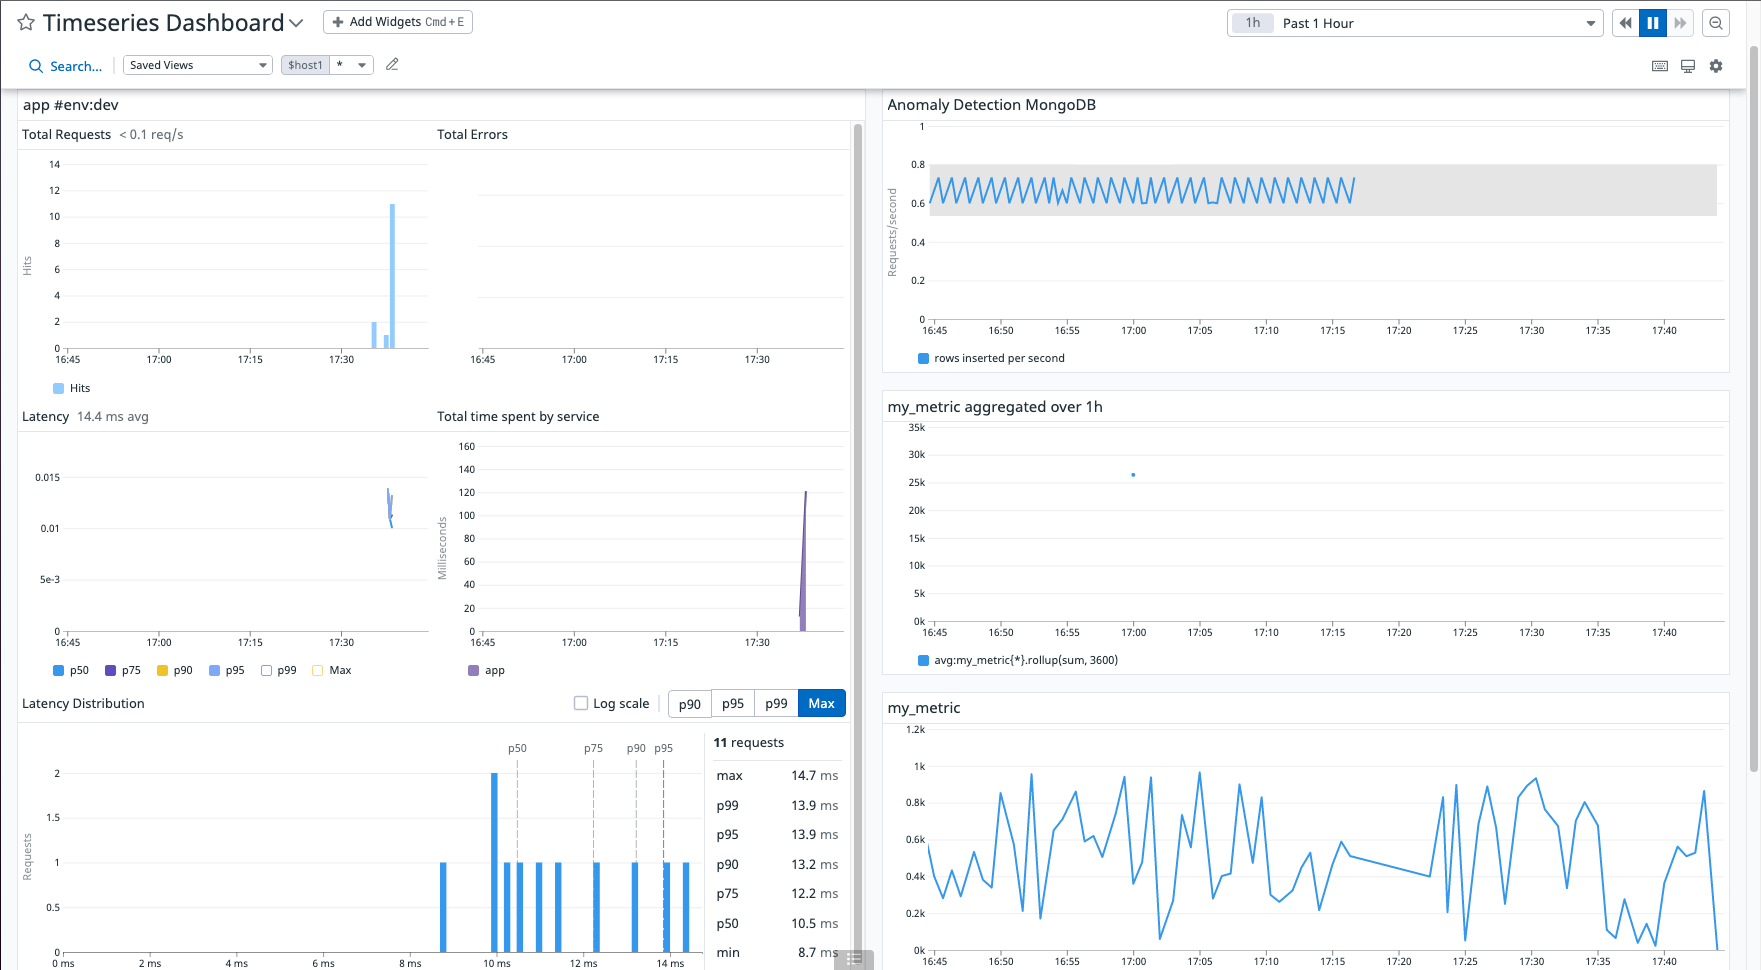 Timeseries Dashboard
Add Widgets Cmd+E
1h Past 1 Hour
Search...
Saved Views
$host1 *
app #env:dev
Total Requests < 0.1 req/s
14
12
10
8
6
4
2
0
Hits
16:45 17:00 17:15 17:30
Hits
Total Errors
16:45 17:00 17:15 17:30
Latency 14.4 ms avg
0.015
0.01
5e-3
0
16:45 17:00 17:15 17:30
p50 p75 p90 p95 p99 Max
Total time spent by service
160
140
120
100
80
60
40
20
0
Milliseconds
16:45 17:00 17:15 17:30
app
Latency Distribution
Log scale
p90 p95 p99 Max
p50 p75 p90 p95
2
1.5
1
0.5
0
Requests
0 ms 2 ms 4 ms 6 ms 8 ms 10 ms 12 ms 14 ms
11 requests
max 14.7 ms
p99 13.9 ms
p95 13.9 ms
p90 13.2 ms
p75 12.2 ms
p50 10.5 ms
min 8.7 ms
Anomaly Detection MongoDB
1
0.8
0.6
0.4
0.2
0
Requests/second
16:45 16:50 16:55 17:00 17:05 17:10 17:15 17:20 17:25 17:30 17:35 17:40
rows inserted per second
my_metric aggregated over 1h
35k
30k
25k
20k
15k
10k
5k
0k
16:45 16:50 16:55 17:00 17:05 17:10 17:15 17:20 17:25 17:30 17:35 17:40
avg:my_metric{*}.rollup(sum, 3600)
my_metric
1.2k
1k
0.8k
0.6k
0.4k
0.2k
0k
16:45 16:50 16:55 17:00 17:05 17:10 17:15 17:20 17:25 17:30 17:35 17:40